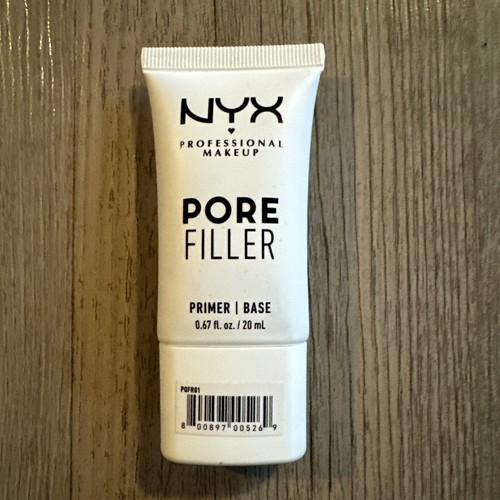 NYX
PROFESSIONAL
MAKEUP
PORE
FILLER
PRIMER | BASE
0.67 fl. oz. / 20 mL
POFR01
8 00897 00526 9